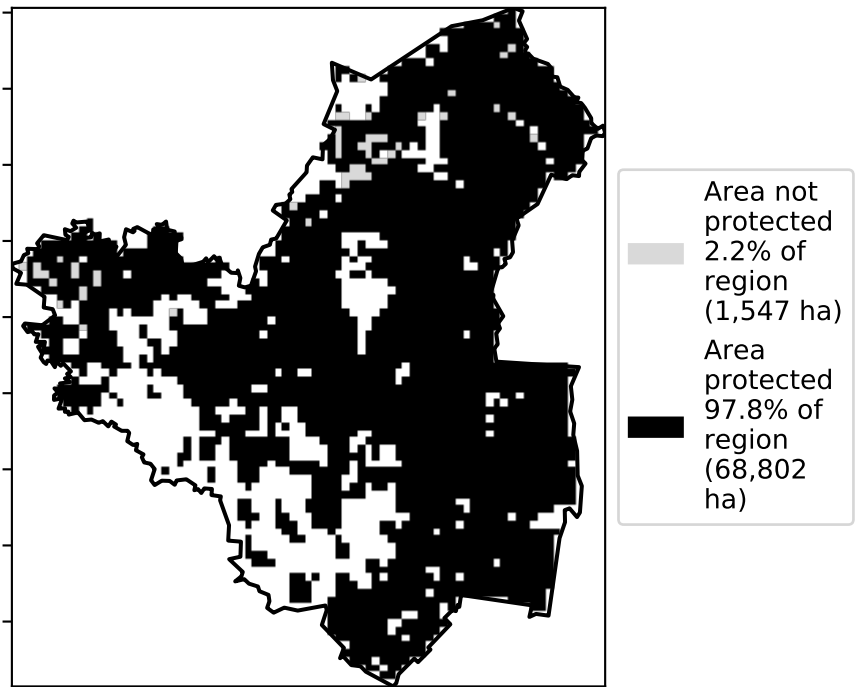 Area not
protected
2.2% of
region
(1,547 ha)
Area
protected
97.8% of
region
(68,802
ha)